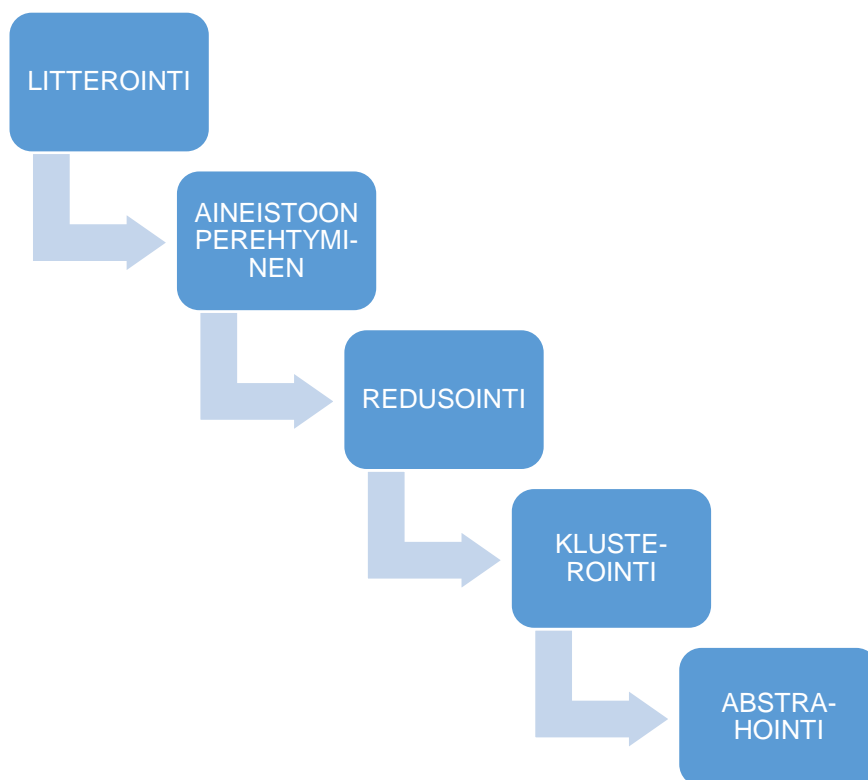 LITTEROINTI
AINEISTOON
PEREHTYMI-
NEN
REDUSOINTI
KLUSTE-
ROINTI
ABSTRA-
HOINTI